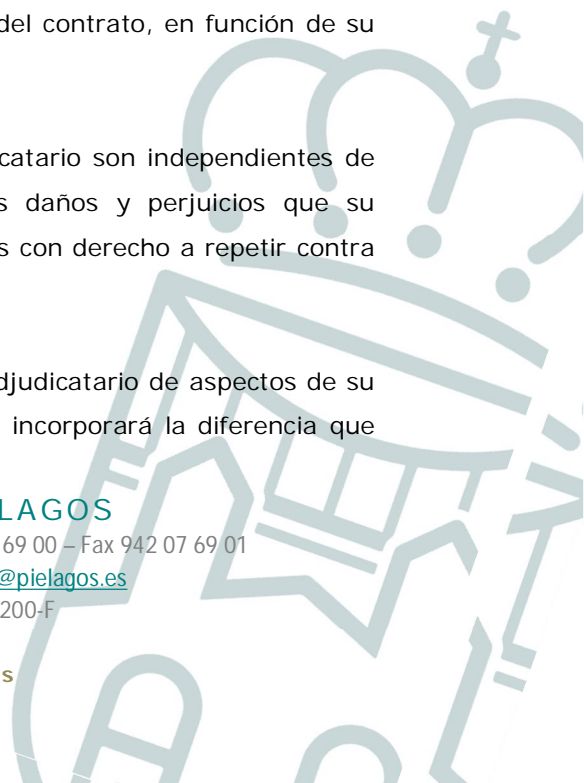 del contrato, en función de su
catario son independientes de
s daños y perjuicios que su
s con derecho a repetir contra
djudicatario de aspectos de su
incorporará la diferencia que
LAGOS
69 00 – Fax 942 07 69 01
@pielagos.es
200-F
s